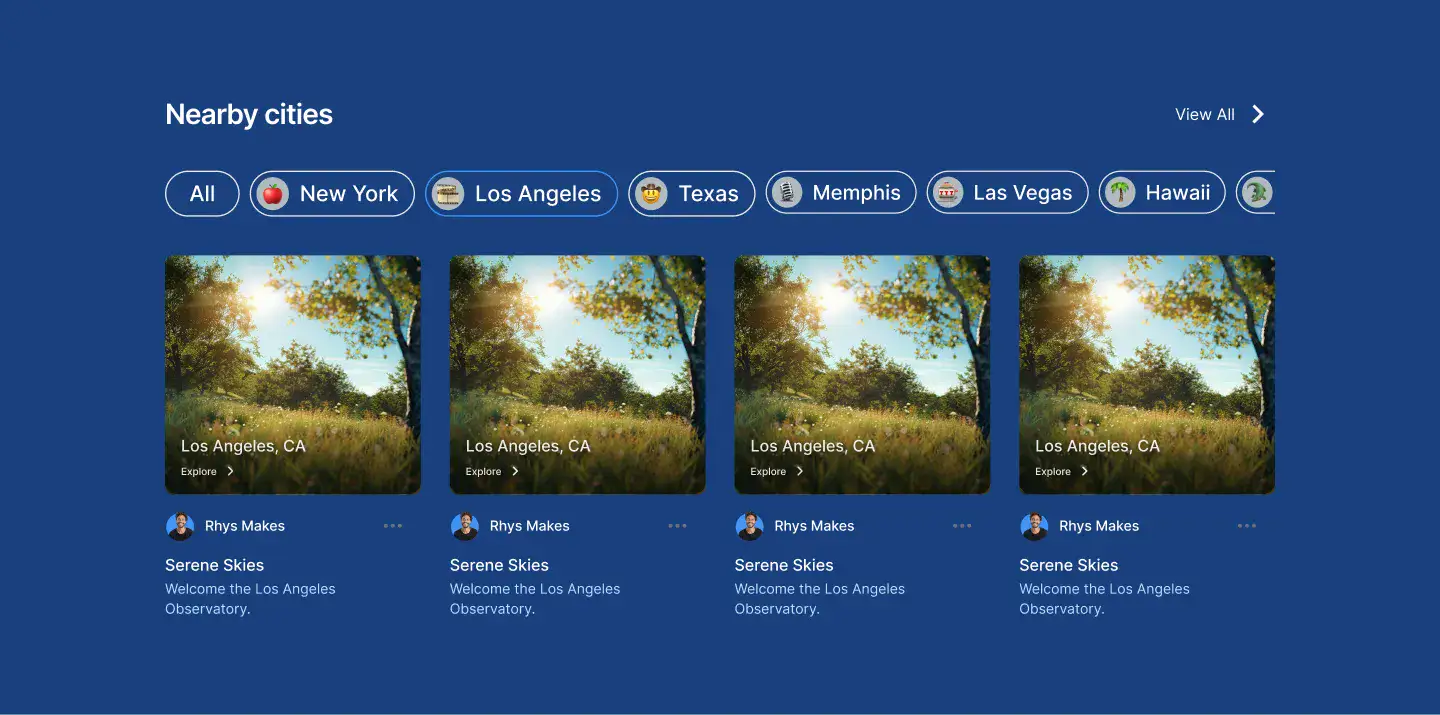 Nearby cities
View All
All
New York
Los Angeles
Texas
Memphis
Las Vegas
Hawaii
Los Angeles, CA
Explore
Los Angeles, CA
Explore
Los Angeles, CA
Explore
Los Angeles, CA
Explore
Rhys Makes
Serene Skies
Welcome the Los Angeles
Observatory.
Rhys Makes
Serene Skies
Welcome the Los Angeles
Observatory.
Rhys Makes
Serene Skies
Welcome the Los Angeles
Observatory.
Rhys Makes
Serene Skies
Welcome the Los Angeles
Observatory.